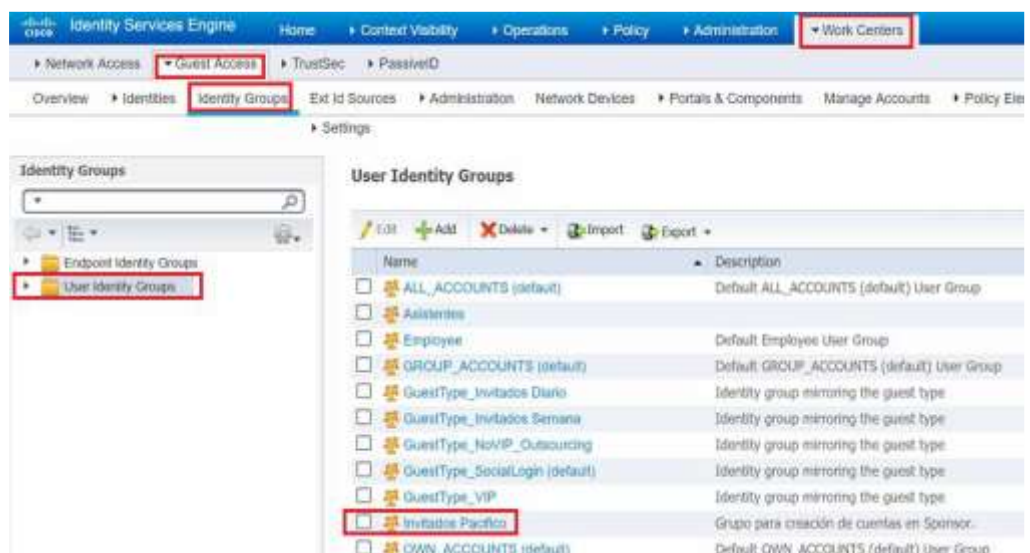 CISCO Identity Services Engine Home Context Visibility Operations Policy Administration Work Centers
Network Access Guest Access TrustSec PassiveID
Overview Identities Identity Groups Ext Id Sources Administration Network Devices Portals & Components Manage Accounts Policy Ele
Settings
Identity Groups
User Identity Groups
Edit Add Delete Import Export
Endpoint Identity Groups
User Identity Groups
Name Description
ALL_ACCOUNTS (default) Default ALL_ACCOUNTS (default) User Group
Asistentes
Employee Default Employee User Group
GROUP_ACCOUNTS (default) Default GROUP_ACCOUNTS (default) User Group
GuestType_Invitados Diario Identity group mirroring the guest type
GuestType_Invitados Semana Identity group mirroring the guest type
GuestType_NoVIP_Outsourcing Identity group mirroring the guest type
GuestType_SocialLogin (default) Identity group mirroring the guest type
GuestType_VIP Identity group mirroring the guest type
Invitados Pacifico Grupo para creación de cuentas en Sponsor.
OWN_ACCOUNTS (default) Default OWN_ACCOUNTS (default) User Group